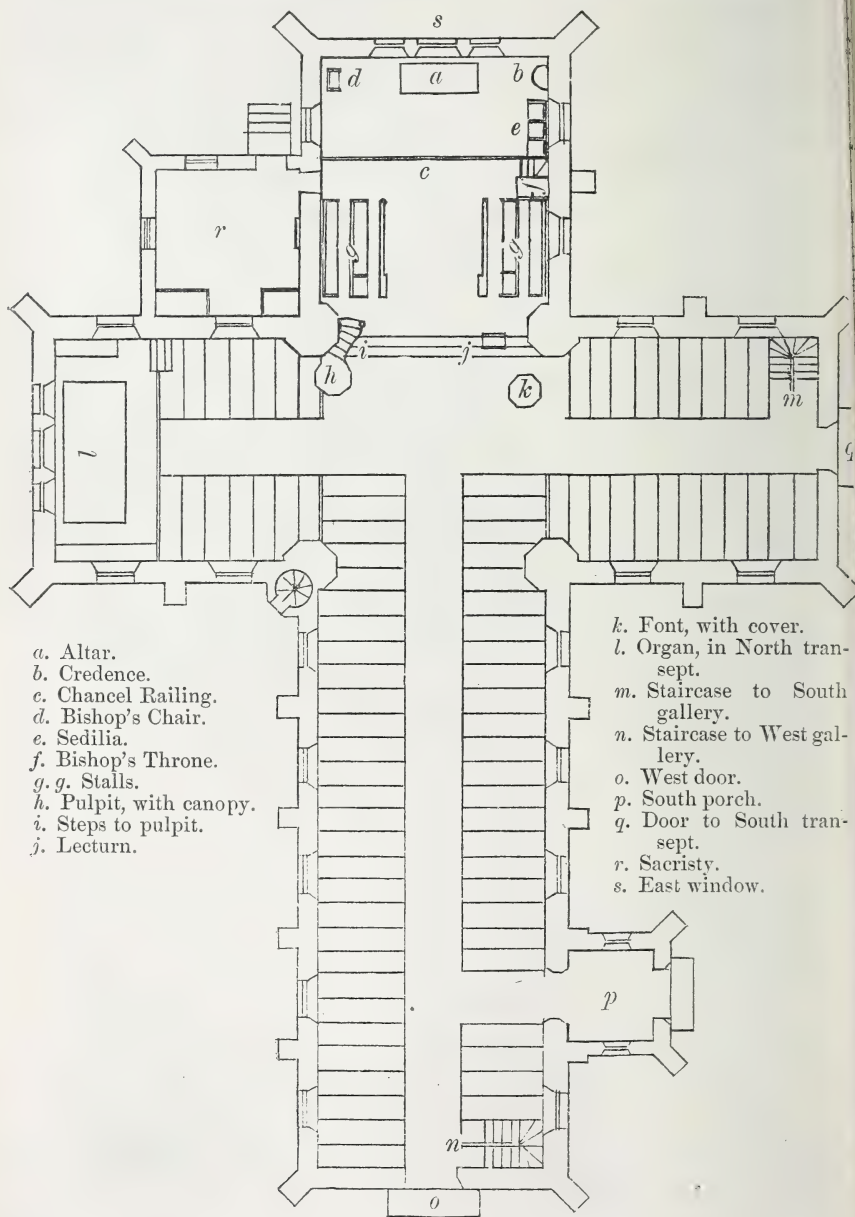 s
d
a
b
e
c
f
r
g
g
i
j
h
k
l
m
q
a. Altar.
b. Credence.
c. Chancel Railing.
d. Bishop's Chair.
e. Sedilia.
f. Bishop's Throne.
g. g. Stalls.
h. Pulpit, with canopy.
i. Steps to pulpit.
j. Lecturn.
k. Font, with cover.
l. Organ, in North tran-
sept.
m. Staircase to South
gallery.
n. Staircase to West gal-
lery.
o. West door.
p. South porch.
q. Door to South tran-
sept.
r. Sacristy.
s. East window.
p
n
o